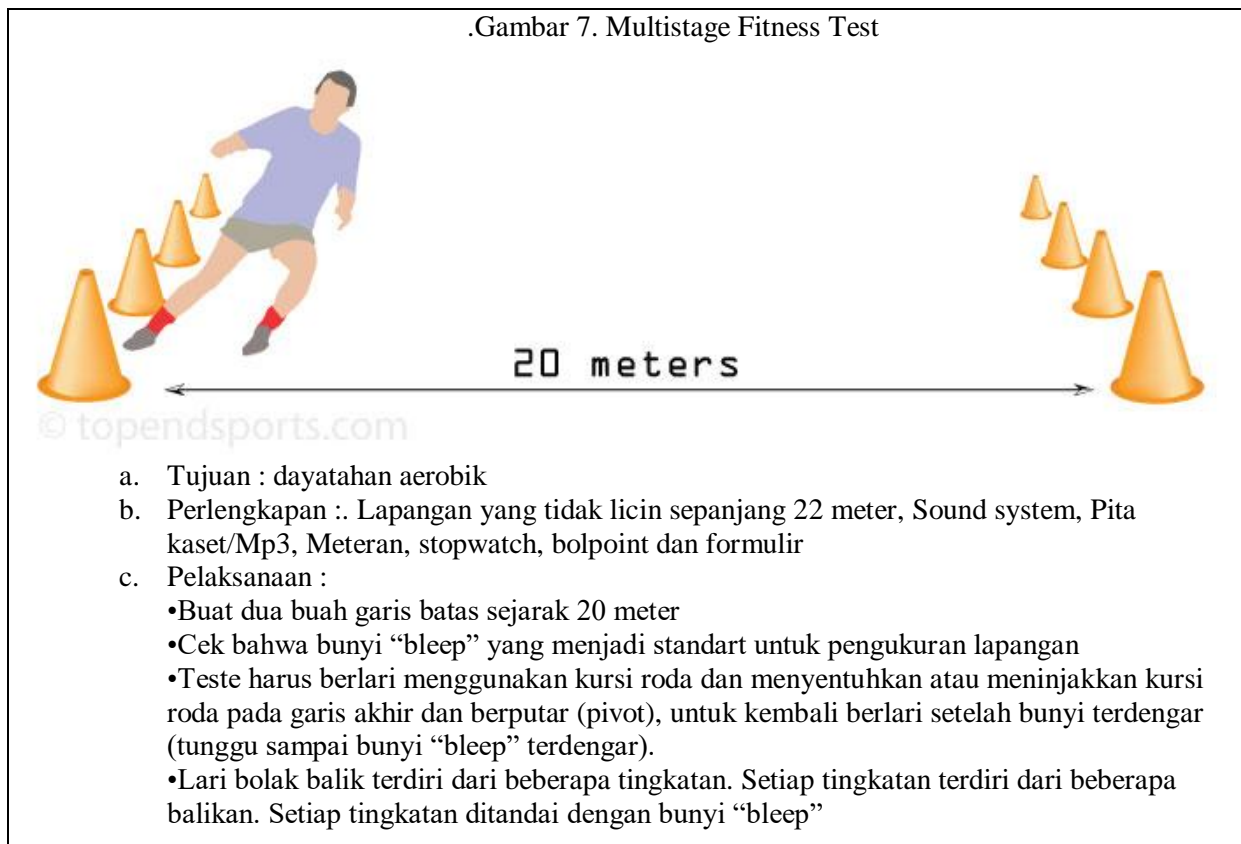 .Gambar 7. Multistage Fitness Test
20 meters
© topendsports.com
a. Tujuan : dayatahan aerobik
b. Perlengkapan :. Lapangan yang tidak licin sepanjang 22 meter, Sound system, Pita
kaset/Mp3, Meteran, stopwatch, bolpoint dan formulir
c. Pelaksanaan :
•Buat dua buah garis batas sejarak 20 meter
•Cek bahwa bunyi “bleep” yang menjadi standart untuk pengukuran lapangan
•Teste harus berlari menggunakan kursi roda dan menyentuhkan atau meninjakkan kursi
roda pada garis akhir dan berputar (pivot), untuk kembali berlari setelah bunyi terdengar
(tunggu sampai bunyi “bleep” terdengar).
•Lari bolak balik terdiri dari beberapa tingkatan. Setiap tingkatan terdiri dari beberapa
balikan. Setiap tingkatan ditandai dengan bunyi “bleep”